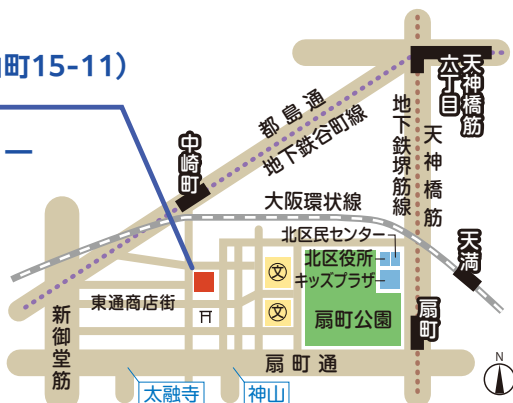 町15-11）
ー
天神橋筋
六丁目
都島通
地下鉄谷町線
地下鉄堺筋線
天神橋筋
中崎町
大阪環状線
北区民センター
北区役所
キッズプラザ
天満
文
文
東通商店街
扇町公園
扇町
新御堂筋
扇町通
太融寺
神山
N